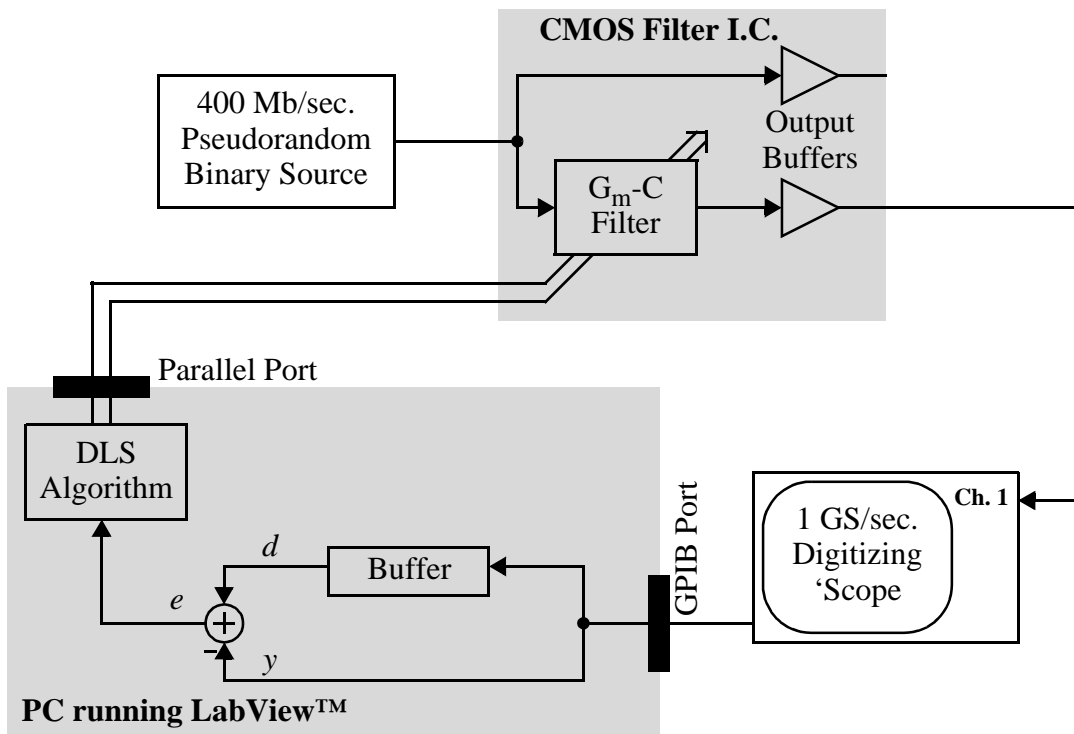 CMOS Filter I.C.
400 Mb/sec.
Pseudorandom
Binary Source
Output
Buffers
Gm-C
Filter
Parallel Port
DLS
Algorithm
d
Buffer
e
+
-
y
GPIB Port
Ch. 1
1 GS/sec.
Digitizing
‘Scope
PC running LabView™